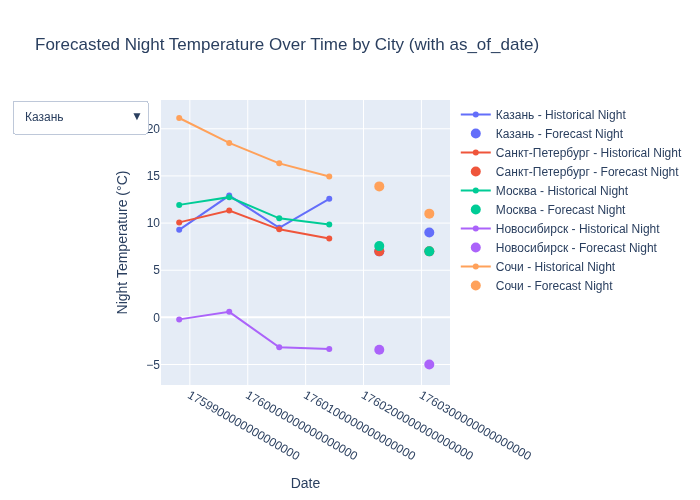 Forecasted Night Temperature Over Time by City (with as_of_date)
Казань ▼
20
15
10
5
0
−5
Night Temperature (°C)
1759900000000000000
1760000000000000000
1760100000000000000
1760200000000000000
1760300000000000000
Date
Казань - Historical Night
Казань - Forecast Night
Санкт-Петербург - Historical Night
Санкт-Петербург - Forecast Night
Москва - Historical Night
Москва - Forecast Night
Новосибирск - Historical Night
Новосибирск - Forecast Night
Сочи - Historical Night
Сочи - Forecast Night